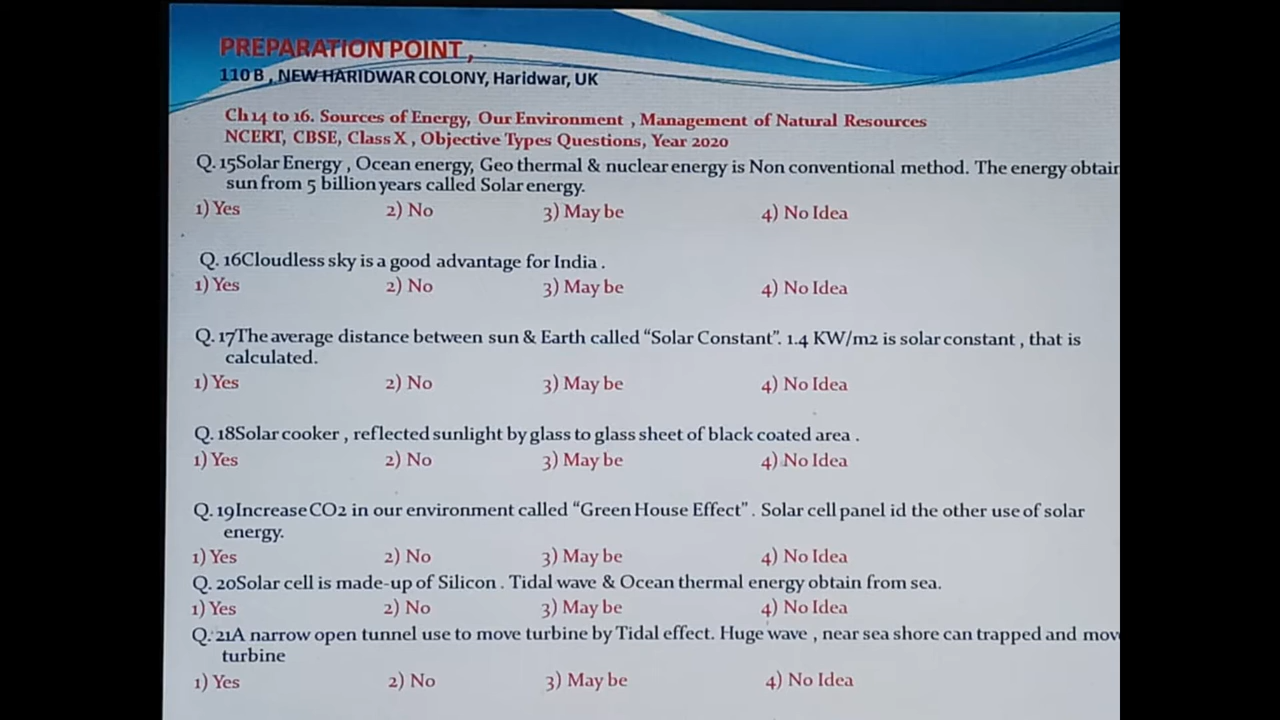 PREPARATION POINT ,
110 B , NEW HARIDWAR COLONY, Haridwar, UK
Ch 14 to 16. Sources of Energy, Our Environment , Management of Natural Resources
NCERT, CBSE, Class X , Objective Types Questions, Year 2020
Q. 15Solar Energy , Ocean energy, Geo thermal & nuclear energy is Non conventional method. The energy obtain
sun from 5 billion years called Solar energy.
1) Yes 2) No 3) May be 4) No Idea
Q. 16Cloudless sky is a good advantage for India .
1) Yes 2) No 3) May be 4) No Idea
Q. 17The average distance between sun & Earth called “Solar Constant”. 1.4 KW/m2 is solar constant , that is
calculated.
1) Yes 2) No 3) May be 4) No Idea
Q. 18Solar cooker , reflected sunlight by glass to glass sheet of black coated area .
1) Yes 2) No 3) May be 4) No Idea
Q. 19Increase CO2 in our environment called “Green House Effect” . Solar cell panel id the other use of solar
energy.
1) Yes 2) No 3) May be 4) No Idea
Q. 20Solar cell is made-up of Silicon . Tidal wave & Ocean thermal energy obtain from sea.
1) Yes 2) No 3) May be 4) No Idea
Q. 21A narrow open tunnel use to move turbine by Tidal effect. Huge wave , near sea shore can trapped and mov
turbine
1) Yes 2) No 3) May be 4) No Idea